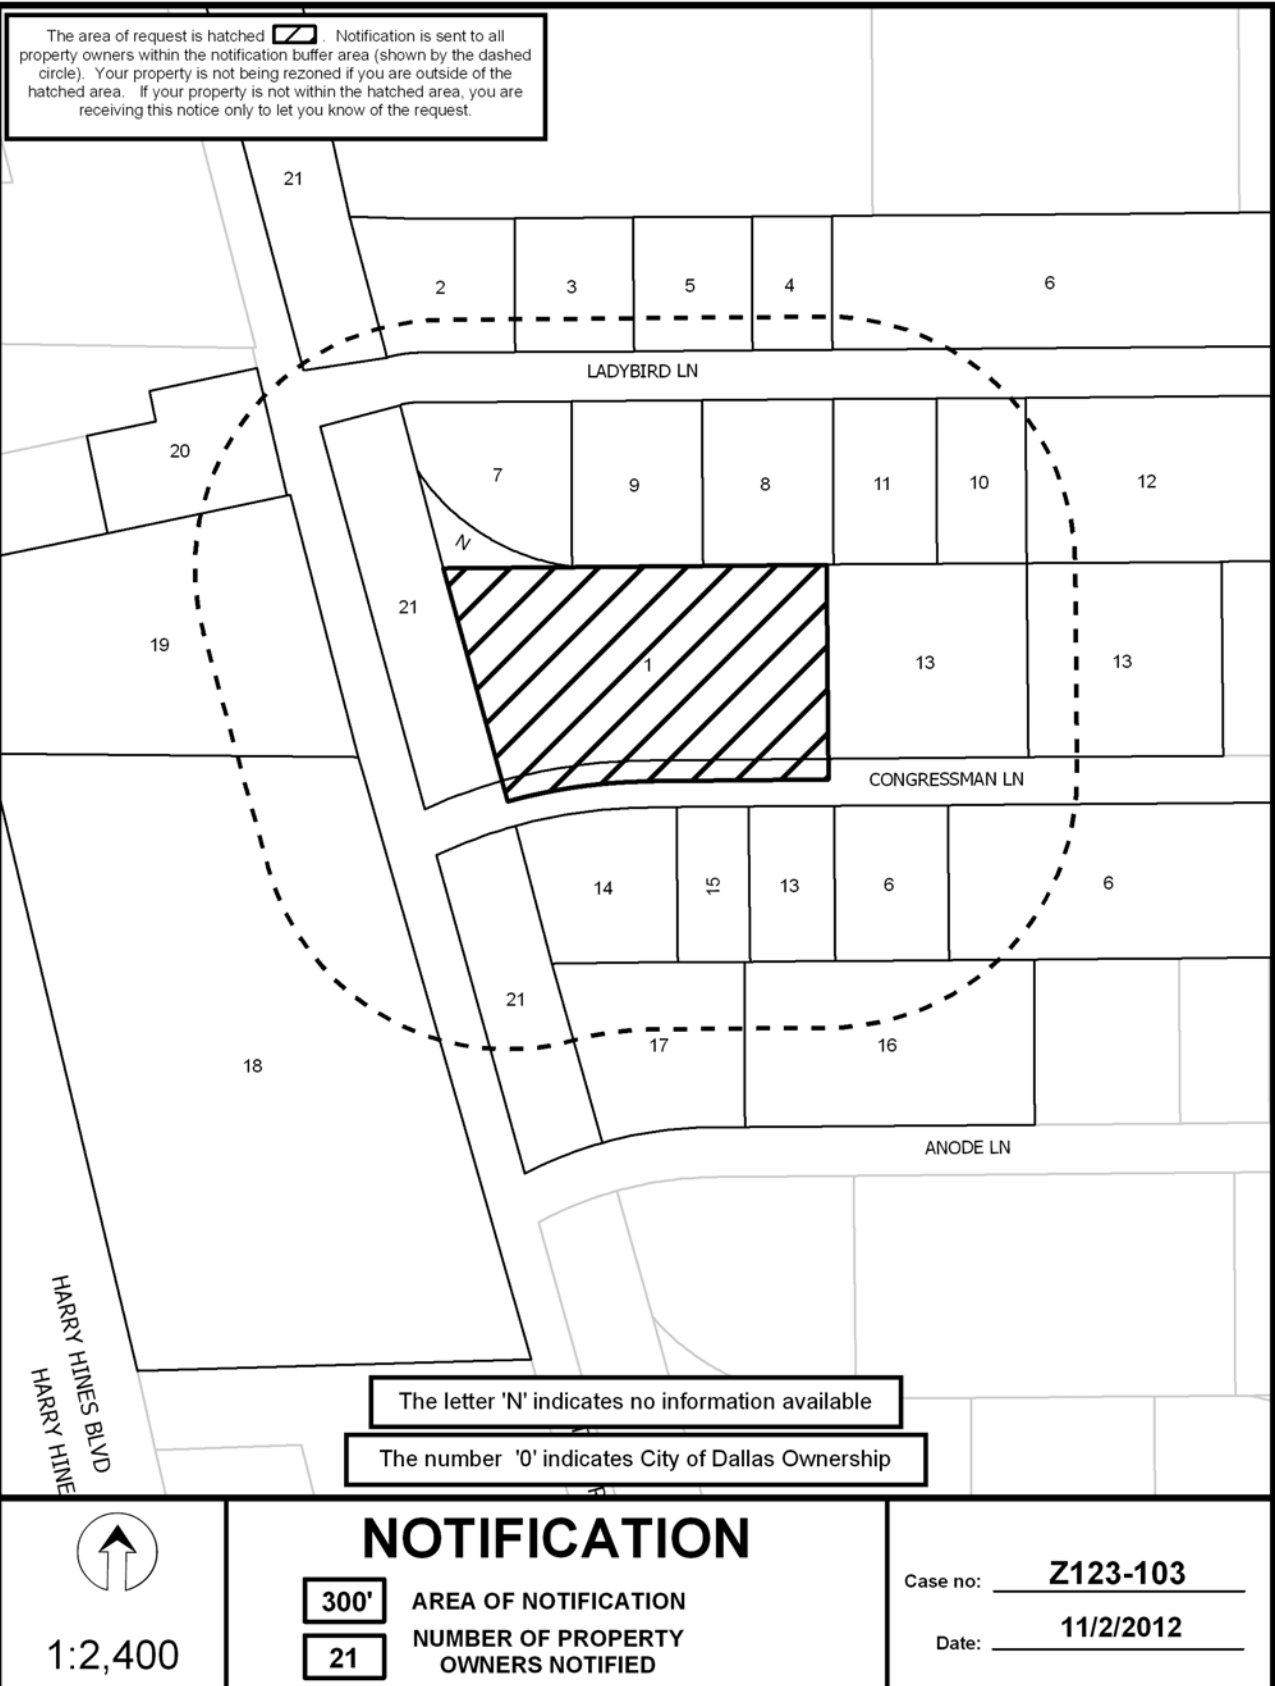 The area of request is hatched . Notification is sent to all
property owners within the notification buffer area (shown by the dashed
circle). Your property is not being rezoned if you are outside of the
hatched area. If your property is not within the hatched area, you are
receiving this notice only to let you know of the request.
21
2
3
5
4
6
LADYBIRD LN
20
7
9
8
11
10
12
N
21
19
1
13
13
CONGRESSMAN LN
14
15
13
6
6
21
17
16
18
ANODE LN
HARRY HINES BLVD
HARRY HINE
The letter 'N' indicates no information available
The number '0' indicates City of Dallas Ownership
1:2,400
NOTIFICATION
300' AREA OF NOTIFICATION
21 NUMBER OF PROPERTY
OWNERS NOTIFIED
Case no: Z123-103
Date: 11/2/2012